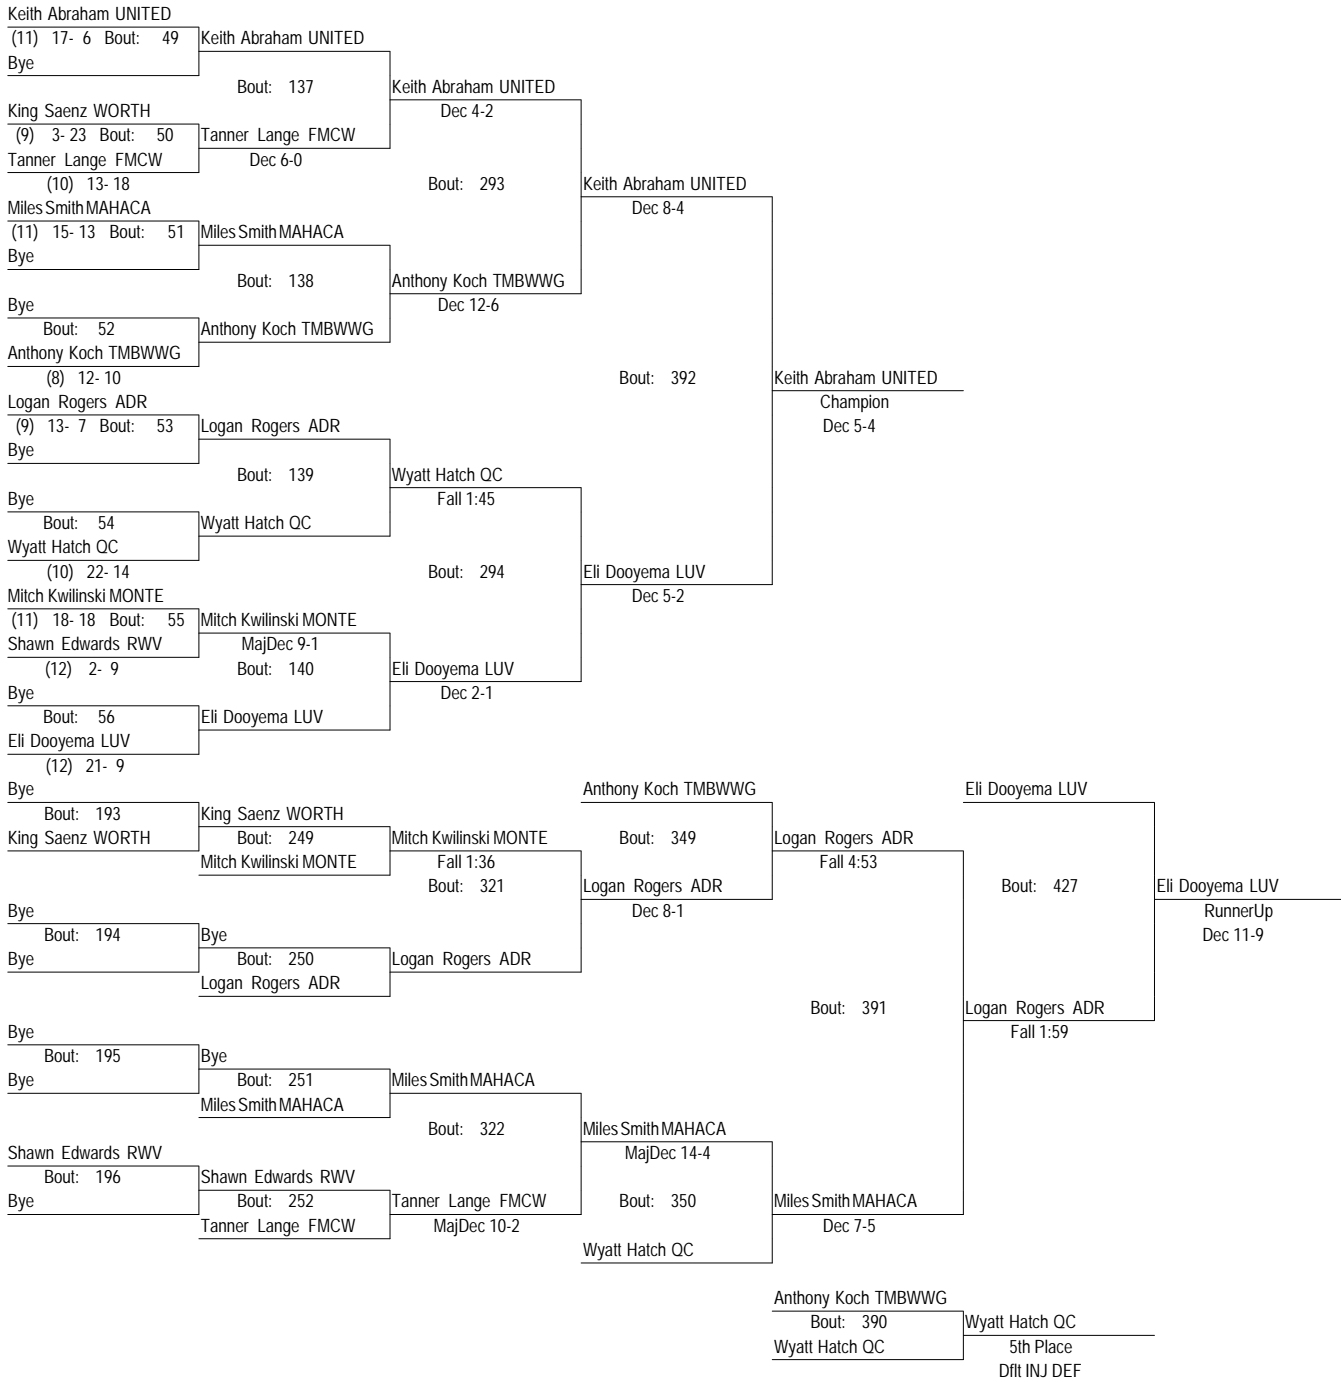 Keith Abraham UNITED
(11) 17- 6 Bout: 49 Keith Abraham UNITED
Bye
Bout: 137 Keith Abraham UNITED
King Saenz WORTH Dec 4-2
(9) 3- 23 Bout: 50 Tanner Lange FMCW
Tanner Lange FMCW Dec 6-0
(10) 13- 18 Bout: 293 Keith Abraham UNITED
Miles Smith MAHACA Dec 8-4
(11) 15- 13 Bout: 51 Miles Smith MAHACA
Bye
Bout: 138 Anthony Koch TMBWWG
Bye Dec 12-6
Bout: 52 Anthony Koch TMBWWG
Anthony Koch TMBWWG
(8) 12- 10 Bout: 392 Keith Abraham UNITED
Logan Rogers ADR Champion
(9) 13- 7 Bout: 53 Logan Rogers ADR Dec 5-4
Bye
Bout: 139 Wyatt Hatch QC
Bye Fall 1:45
Bout: 54 Wyatt Hatch QC
Wyatt Hatch QC
(10) 22- 14 Bout: 294 Eli Dooyema LUV
Mitch Kwilinski MONTE Dec 5-2
(11) 18- 18 Bout: 55 Mitch Kwilinski MONTE
Shawn Edwards RWV MajDec 9-1
(12) 2- 9 Bout: 140 Eli Dooyema LUV
Bye Dec 2-1
Bout: 56 Eli Dooyema LUV
Eli Dooyema LUV
(12) 21- 9
Bye Anthony Koch TMBWWG Eli Dooyema LUV
Bout: 193 King Saenz WORTH
King Saenz WORTH Bout: 249 Mitch Kwilinski MONTE Bout: 349 Logan Rogers ADR
Mitch Kwilinski MONTE Fall 1:36 Fall 4:53
Bout: 321 Logan Rogers ADR Bout: 427 Eli Dooyema LUV
Bye Dec 8-1 RunnerUp
Bout: 194 Bye Dec 11-9
Bye Bout: 250 Logan Rogers ADR
Logan Rogers ADR
Bout: 391 Logan Rogers ADR
Bye Fall 1:59
Bout: 195 Bye
Bye Bout: 251 Miles Smith MAHACA
Miles Smith MAHACA
Bout: 322 Miles Smith MAHACA
Shawn Edwards RWV MajDec 14-4
Bout: 196 Shawn Edwards RWV
Bye Bout: 252 Tanner Lange FMCW Bout: 350 Miles Smith MAHACA
Tanner Lange FMCW MajDec 10-2 Dec 7-5
Wyatt Hatch QC
Anthony Koch TMBWWG
Bout: 390 Wyatt Hatch QC
Wyatt Hatch QC 5th Place
Dflt INJ DEF